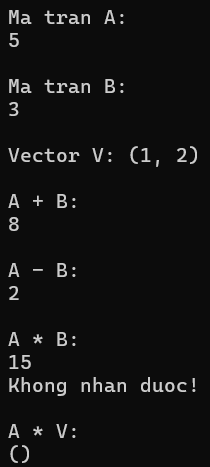 Ma tran A:
5
Ma tran B:
3
Vector V: (1, 2)
A + B:
8
A - B:
2
A * B:
15
Khong nhan duoc!
A * V:
()